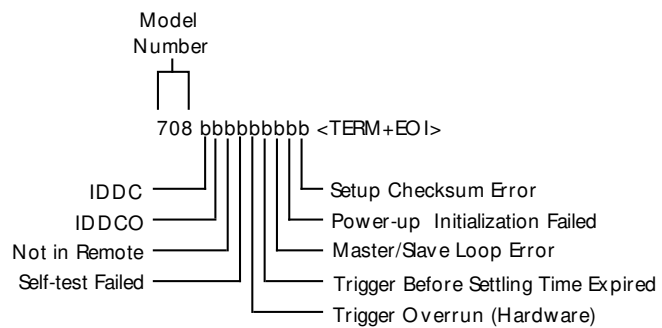 Model
Number
708 bbbbbbbbb <TERM+EOI>
IDDC
IDDCO
Not in Remote
Self-test Failed
Setup Checksum Error
Power-up Initialization Failed
Master/Slave Loop Error
Trigger Before Settling Time Expired
Trigger Overrun (Hardware)